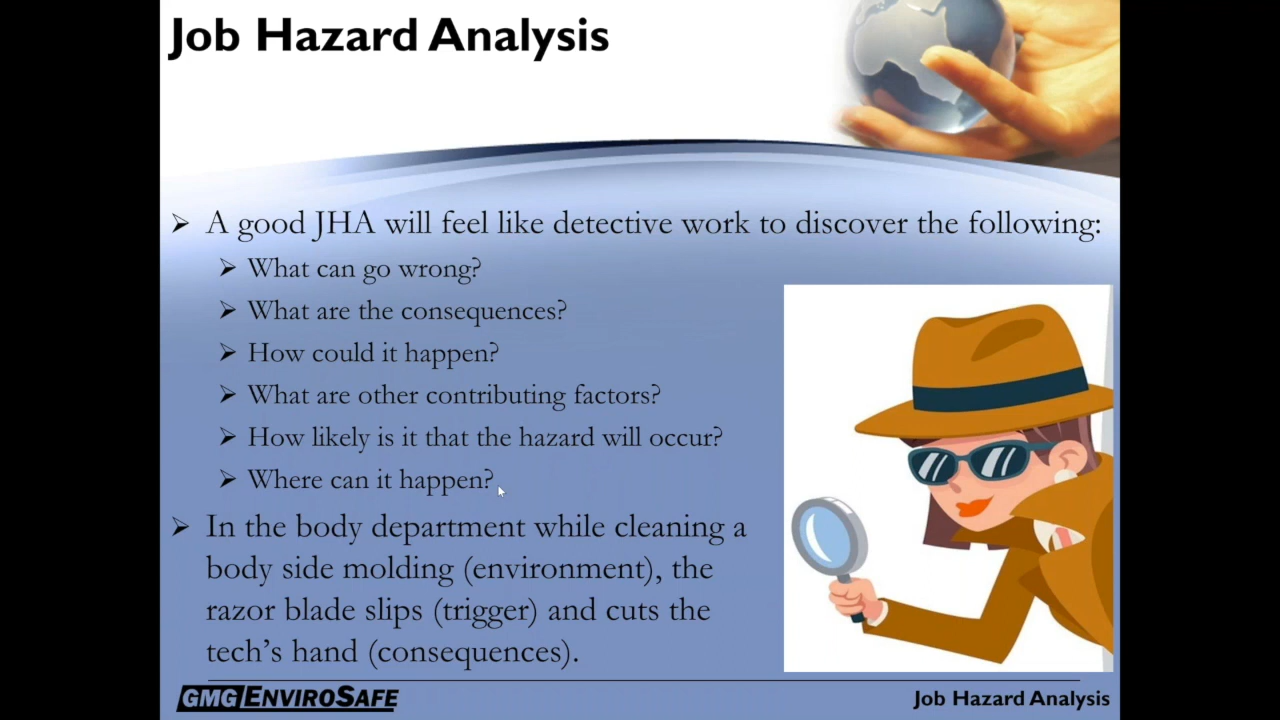 Job Hazard Analysis
A good JHA will feel like detective work to discover the following:
What can go wrong?
What are the consequences?
How could it happen?
What are other contributing factors?
How likely is it that the hazard will occur?
Where can it happen?
In the body department while cleaning a
body side molding (environment), the
razor blade slips (trigger) and cuts the
tech's hand (consequences).
GMG ENVIROSAFE
Job Hazard Analysis